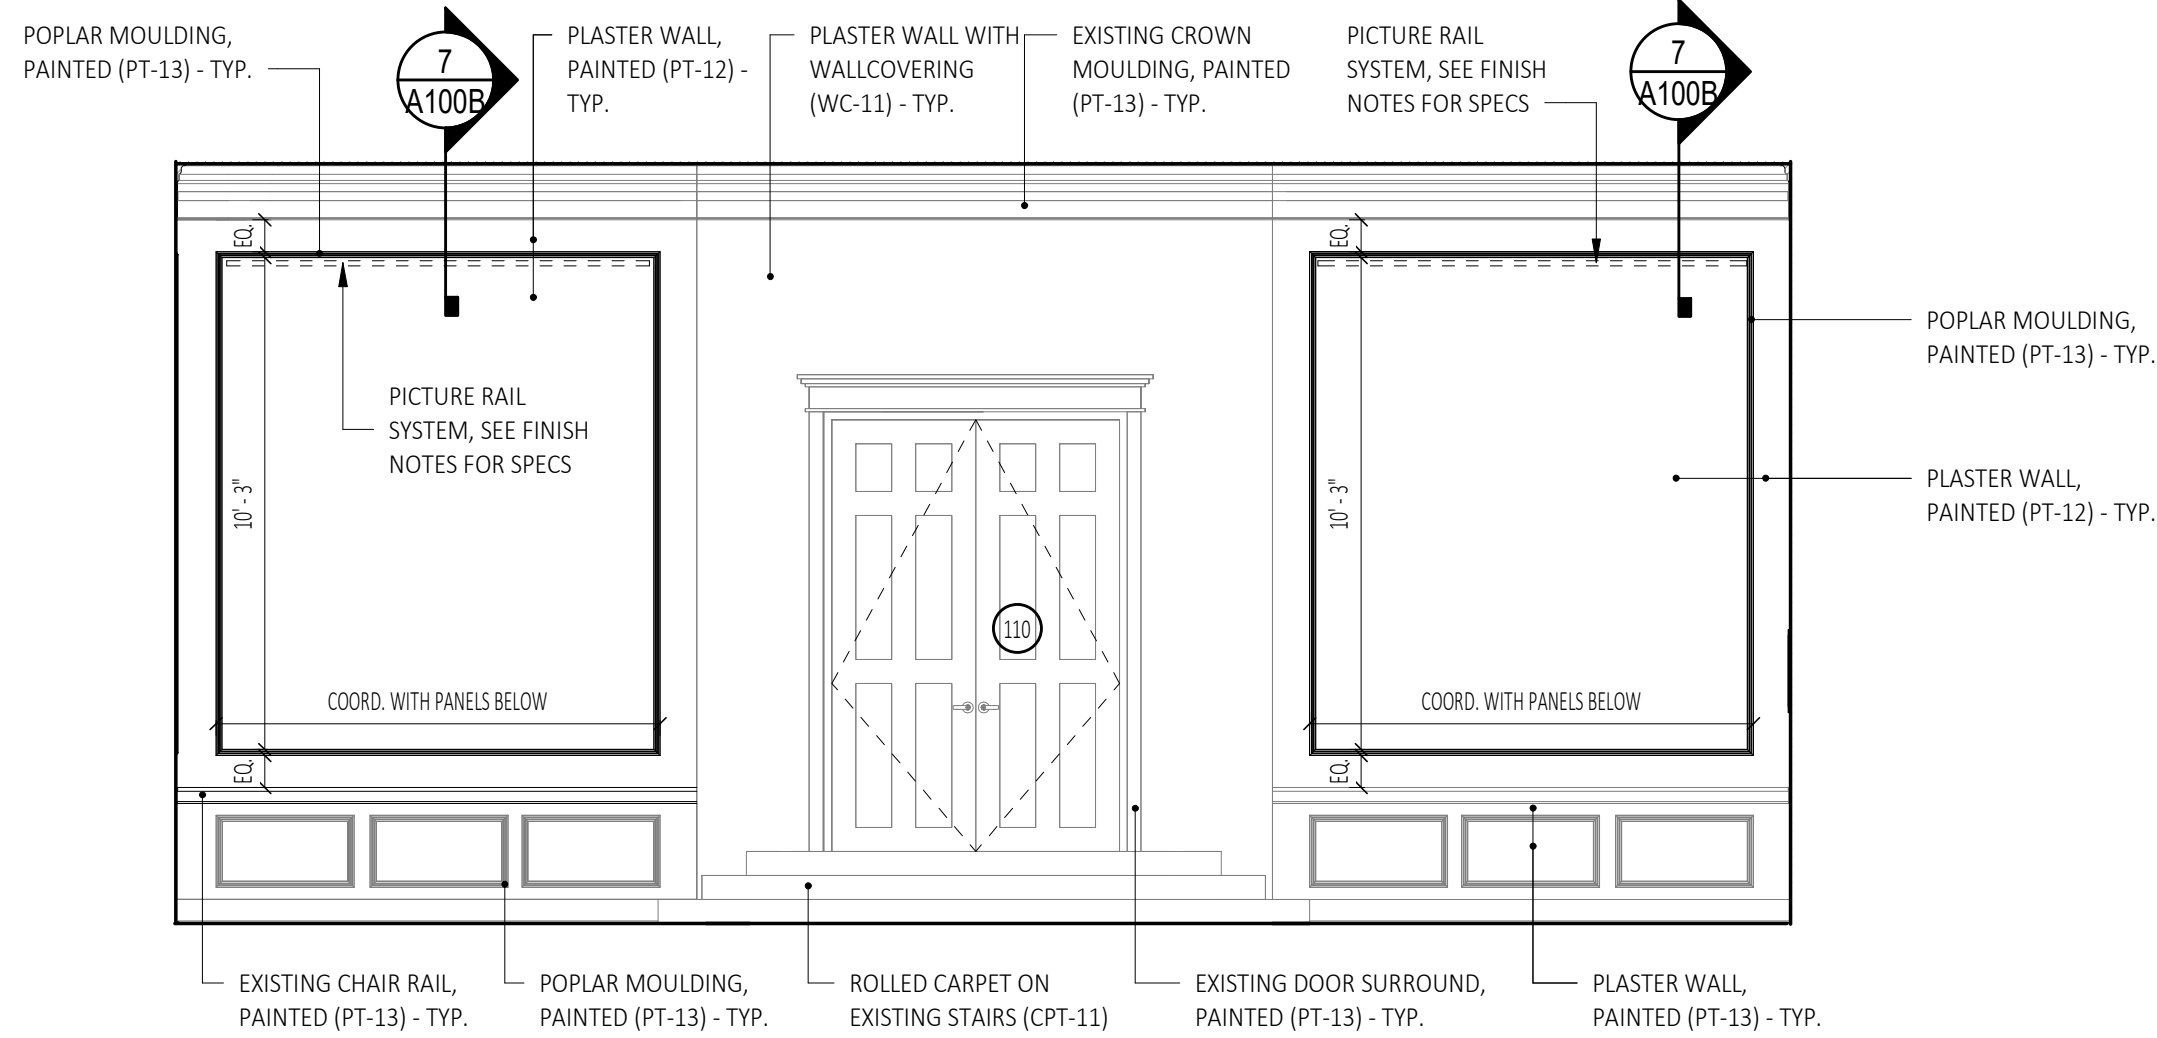 POPLAR MOULDING,
PAINTED (PT-13) - TYP.
7
A100B
PLASTER WALL,
PAINTED (PT-12) -
TYP.
PLASTER WALL WITH
WALLCOVERING
(WC-11) - TYP.
EXISTING CROWN
MOULDING, PAINTED
(PT-13) - TYP.
PICTURE RAIL
SYSTEM, SEE FINISH
NOTES FOR SPECS
7
A100B
EQ.
EQ.
POPLAR MOULDING,
PAINTED (PT-13) - TYP.
PICTURE RAIL
SYSTEM, SEE FINISH
NOTES FOR SPECS
10' - 3"
10' - 3"
PLASTER WALL,
PAINTED (PT-12) - TYP.
110
COORD. WITH PANELS BELOW
COORD. WITH PANELS BELOW
EQ.
EQ.
EXISTING CHAIR RAIL,
PAINTED (PT-13) - TYP.
POPLAR MOULDING,
PAINTED (PT-13) - TYP.
ROLLED CARPET ON
EXISTING STAIRS (CPT-11)
EXISTING DOOR SURROUND,
PAINTED (PT-13) - TYP.
PLASTER WALL,
PAINTED (PT-13) - TYP.